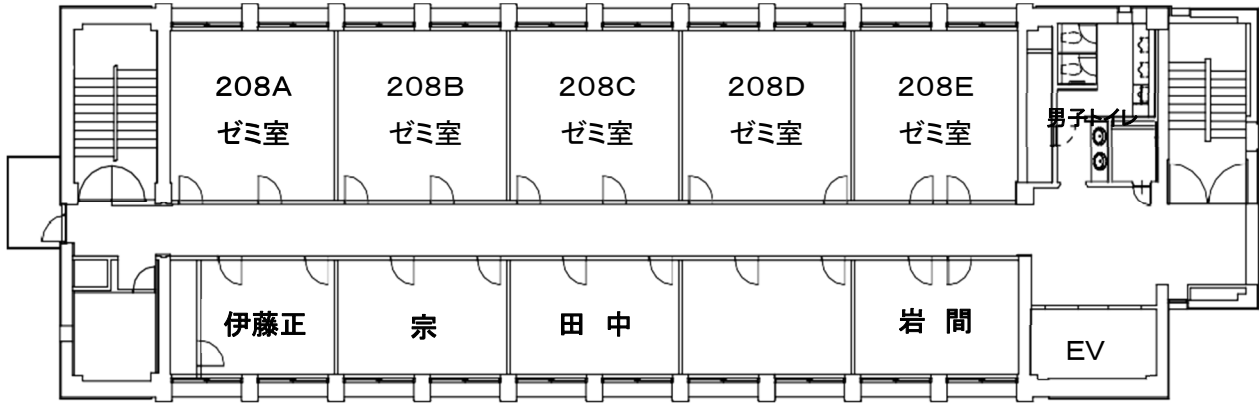 208A
ゼミ室
208B
ゼミ室
208C
ゼミ室
208D
ゼミ室
208E
ゼミ室
男子トイレ
伊藤正
宗
田 中
岩 間
EV